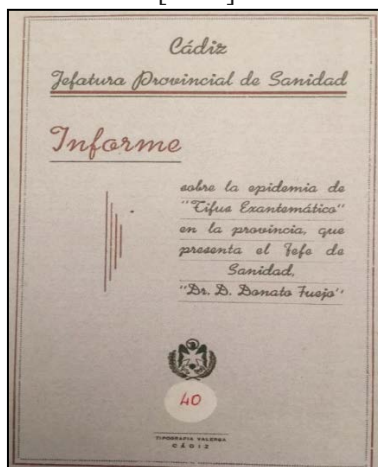 Cádiz
Jefatura Provincial de Sanidad
Informe
sobre la epidemia de
"Tifus Exantemático"
en la provincia, que
presenta el Jefe de
Sanidad,
"Dr. D. Donato Fuejo"
40
TIPOGRAFIA VALERGA
CÁDIZ